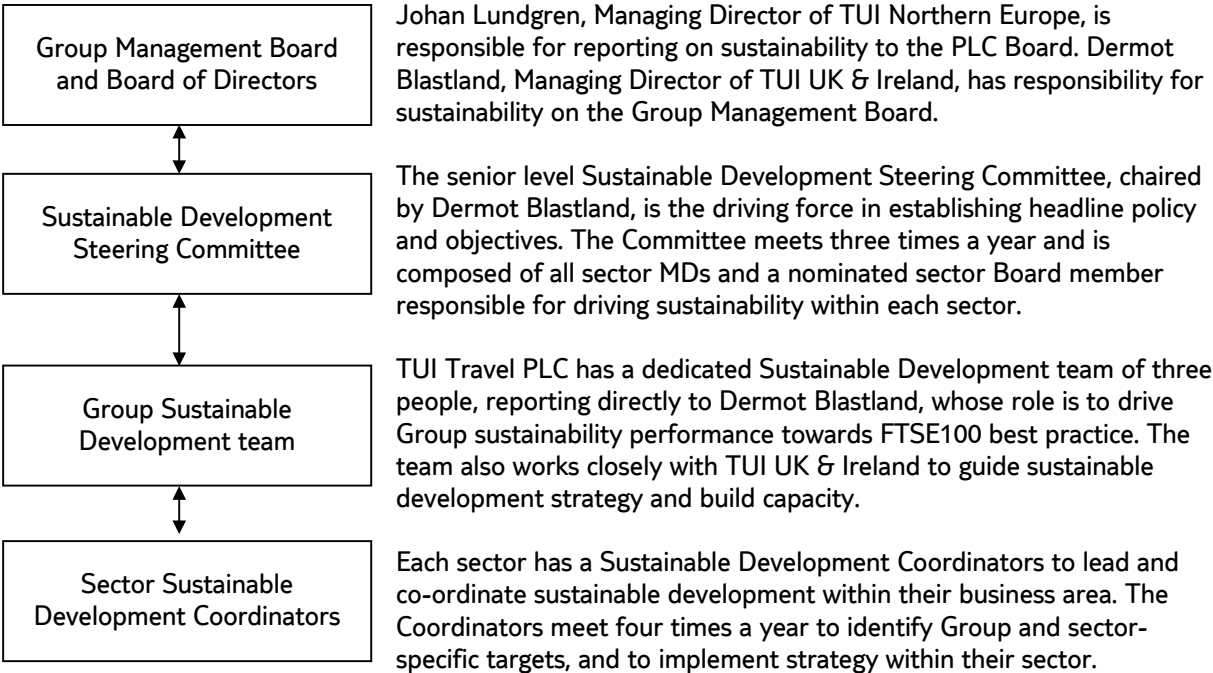 Group Management Board
and Board of Directors
Johan Lundgren, Managing Director of TUI Northern Europe, is
responsible for reporting on sustainability to the PLC Board. Dermot
Blastland, Managing Director of TUI UK & Ireland, has responsibility for
sustainability on the Group Management Board.
Sustainable Development
Steering Committee
The senior level Sustainable Development Steering Committee, chaired
by Dermot Blastland, is the driving force in establishing headline policy
and objectives. The Committee meets three times a year and is
composed of all sector MDs and a nominated sector Board member
responsible for driving sustainability within each sector.
Group Sustainable
Development team
TUI Travel PLC has a dedicated Sustainable Development team of three
people, reporting directly to Dermot Blastland, whose role is to drive
Group sustainability performance towards FTSE100 best practice. The
team also works closely with TUI UK & Ireland to guide sustainable
development strategy and build capacity.
Sector Sustainable
Development Coordinators
Each sector has a Sustainable Development Coordinators to lead and
co-ordinate sustainable development within their business area. The
Coordinators meet four times a year to identify Group and sector-
specific targets, and to implement strategy within their sector.